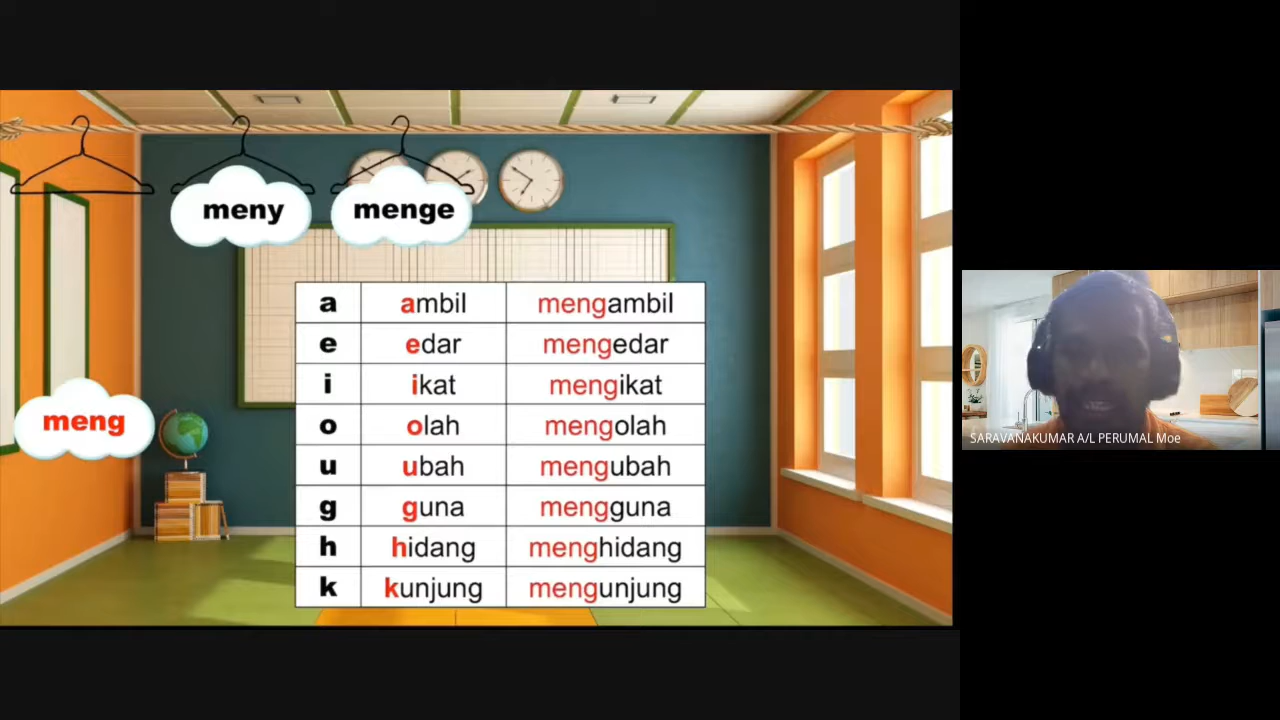 meny
menge
meng
a ambil mengambil
e edar mengedar
i ikat mengikat
o olah mengolah
u ubah mengubah
g guna mengguna
h hidang menghidang
k kunjung mengunjung
SARAVANAKUMAR A/L PERUMAL Moe